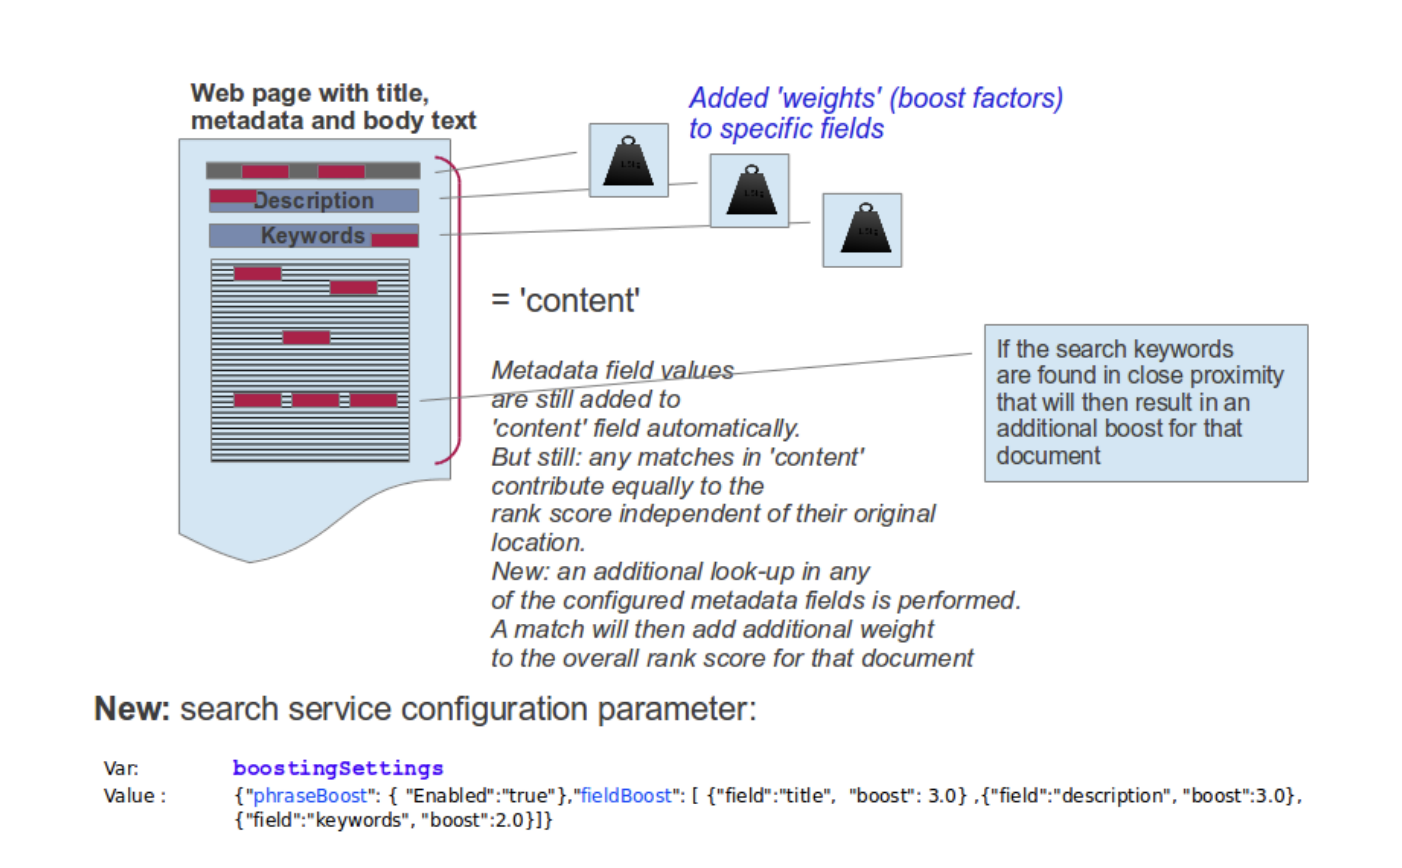 Web page with title,
metadata and body text
Added 'weights' (boost factors)
to specific fields
Description
Keywords
= 'content'
Metadada field values
are still added to
'content' field automatically.
But still: any matches in 'content'
contribute equally to the
rank score independent of their original
location.
New: an additional look-up in any
of the configured metadata fields is performed.
A match will then add additional weight
to the overall rank score for that document
If the search keywords
are found in close proximity
that will then result in an
additional boost for that
document
New: search service configuration parameter:
Var: boostingSettings
Value : {"phraseBoost": { "Enabled":"true"},"fieldBoost": [ {"field":"title", "boost": 3.0} ,{"field":"description", "boost":3.0},
{"field":"keywords", "boost":2.0}]}